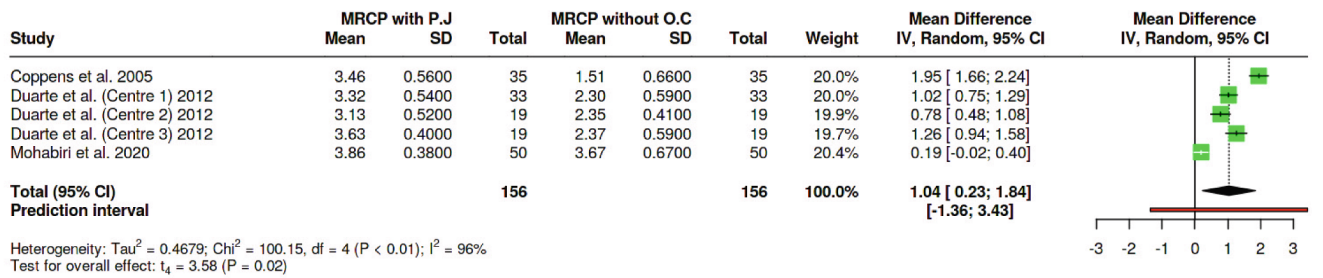 MRCP with P.J MRCP without O.C Mean Difference Mean Difference
Study Mean SD Total Mean SD Total Weight IV, Random, 95% CI IV, Random, 95% CI
Coppens et al. 2005 3.46 0.5600 35 1.51 0.6600 35 20.0% 1.95 [ 1.66; 2.24]
Duarte et al. (Centre 1) 2012 3.32 0.5400 33 2.30 0.5900 33 20.0% 1.02 [ 0.75; 1.29]
Duarte et al. (Centre 2) 2012 3.13 0.5200 19 2.35 0.4100 19 19.9% 0.78 [ 0.48; 1.08]
Duarte et al. (Centre 3) 2012 3.63 0.4000 19 2.37 0.5900 19 19.7% 1.26 [ 0.94; 1.58]
Mohabiri et al. 2020 3.86 0.3800 50 3.67 0.6700 50 20.4% 0.19 [ -0.02; 0.40]
Total (95% CI) 156 156 100.0% 1.04 [ 0.23; 1.84]
Prediction interval [-1.36; 3.43]
-3 -2 -1 0 1 2 3
Heterogeneity: Tau² = 0.4679; Chi² = 100.15, df = 4 (P < 0.01); I² = 96%
Test for overall effect: t₄ = 3.58 (P = 0.02)